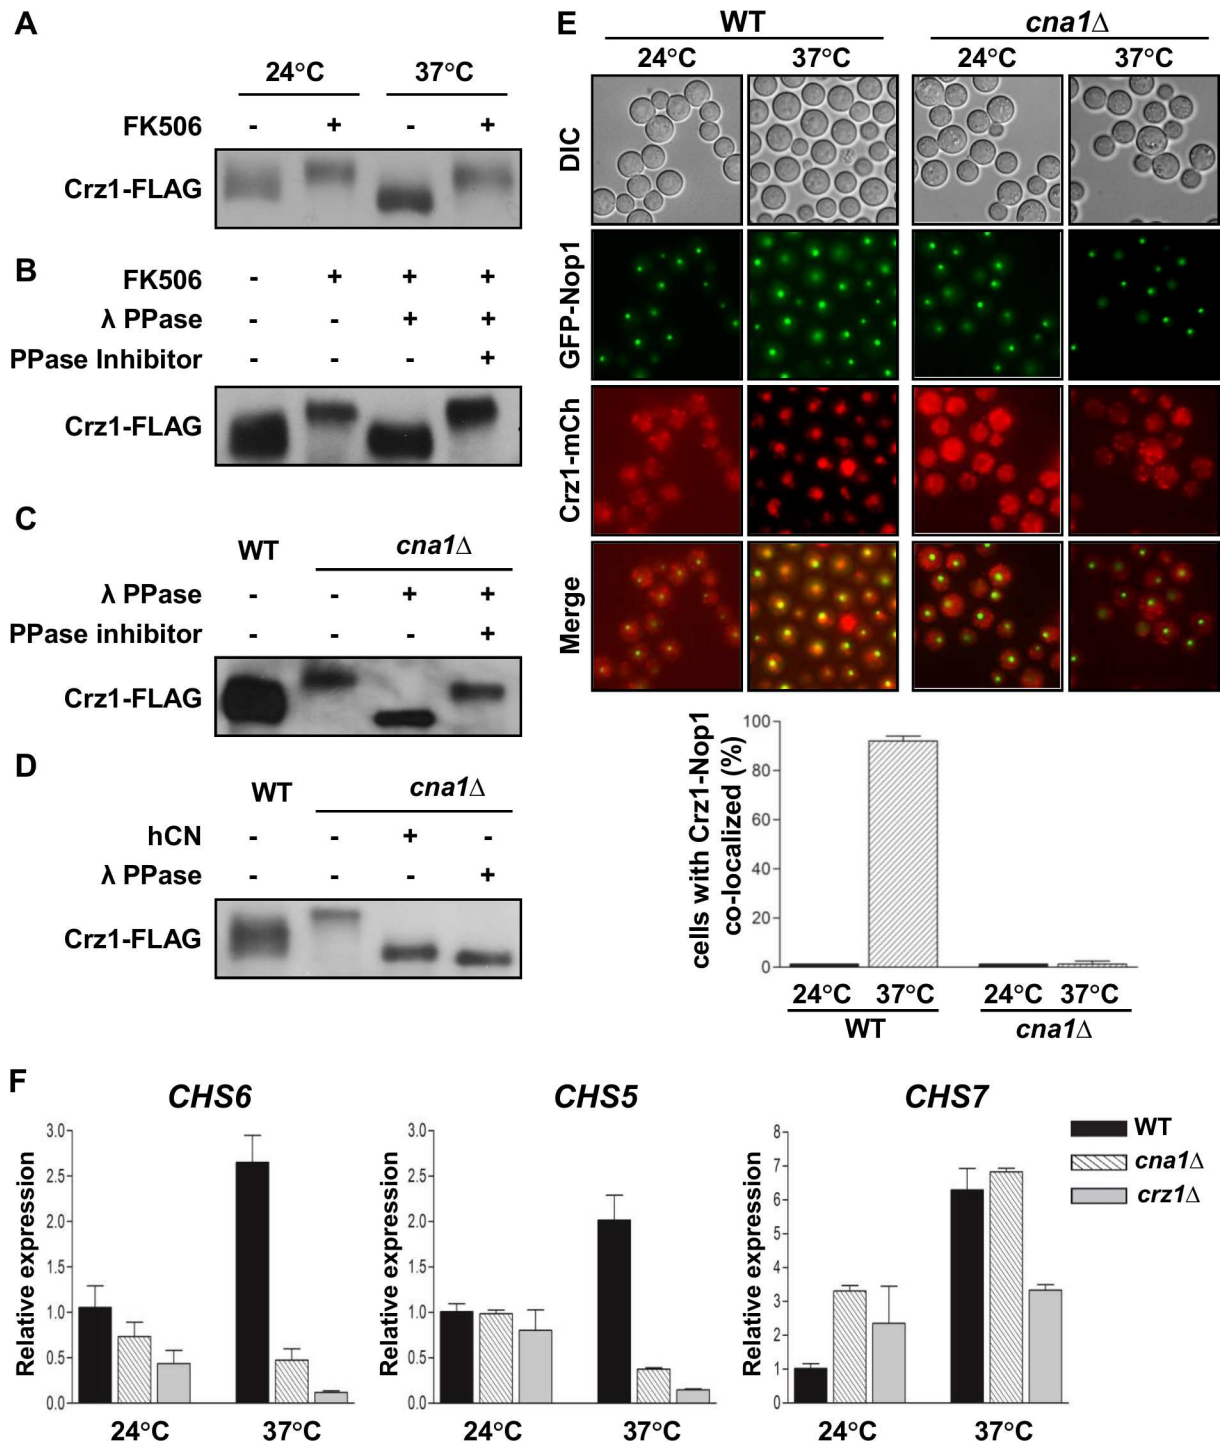 A
24°C 37°C
FK506 - + - +
Crz1-FLAG
B
FK506 - + + +
λ PPase - - + +
PPase Inhibitor - - - +
Crz1-FLAG
C
WT cna1Δ
λ PPase - - + +
PPase inhibitor - - - +
Crz1-FLAG
D
WT cna1Δ
hCN - - + -
λ PPase - - - +
Crz1-FLAG
E
WT cna1Δ
24°C 37°C 24°C 37°C
DIC
GFP-Nop1
Crz1-mCh
Merge
cells with Crz1-Nop1
co-localized (%)
100
80
60
40
20
0
24°C 37°C 24°C 37°C
WT cna1Δ
F
CHS6
Relative expression
3.0
2.5
2.0
1.5
1.0
0.5
0.0
24°C 37°C
CHS5
Relative expression
3.0
2.5
2.0
1.5
1.0
0.5
0.0
24°C 37°C
CHS7
Relative expression
8
7
6
5
4
3
2
1
0
24°C 37°C
WT
cna1Δ
crz1Δ